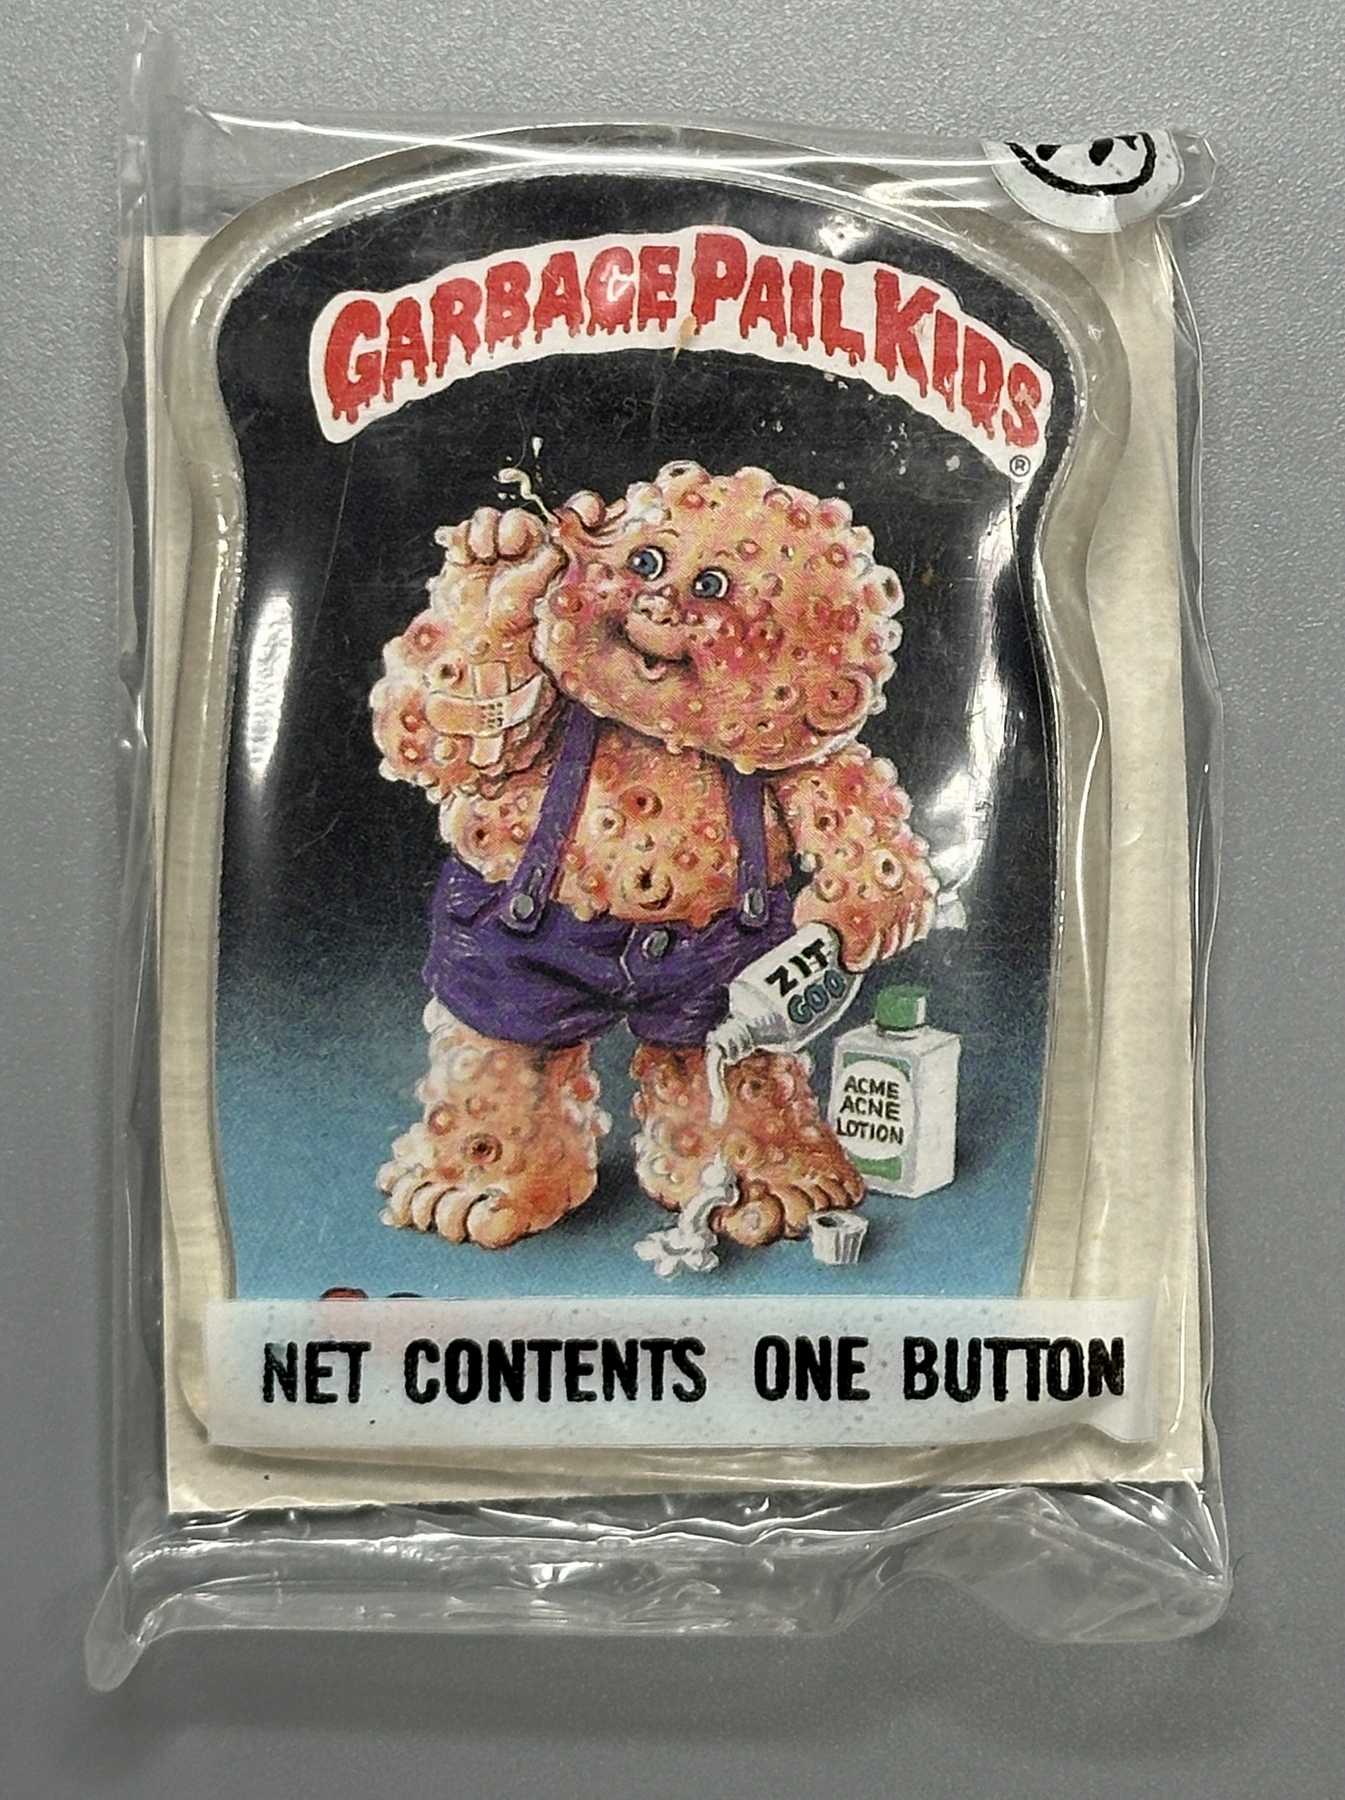 GARBAGE PAIL KIDS
®
ZIT
GOO
ACME
ACNE
LOTION
NET CONTENTS ONE BUTTON